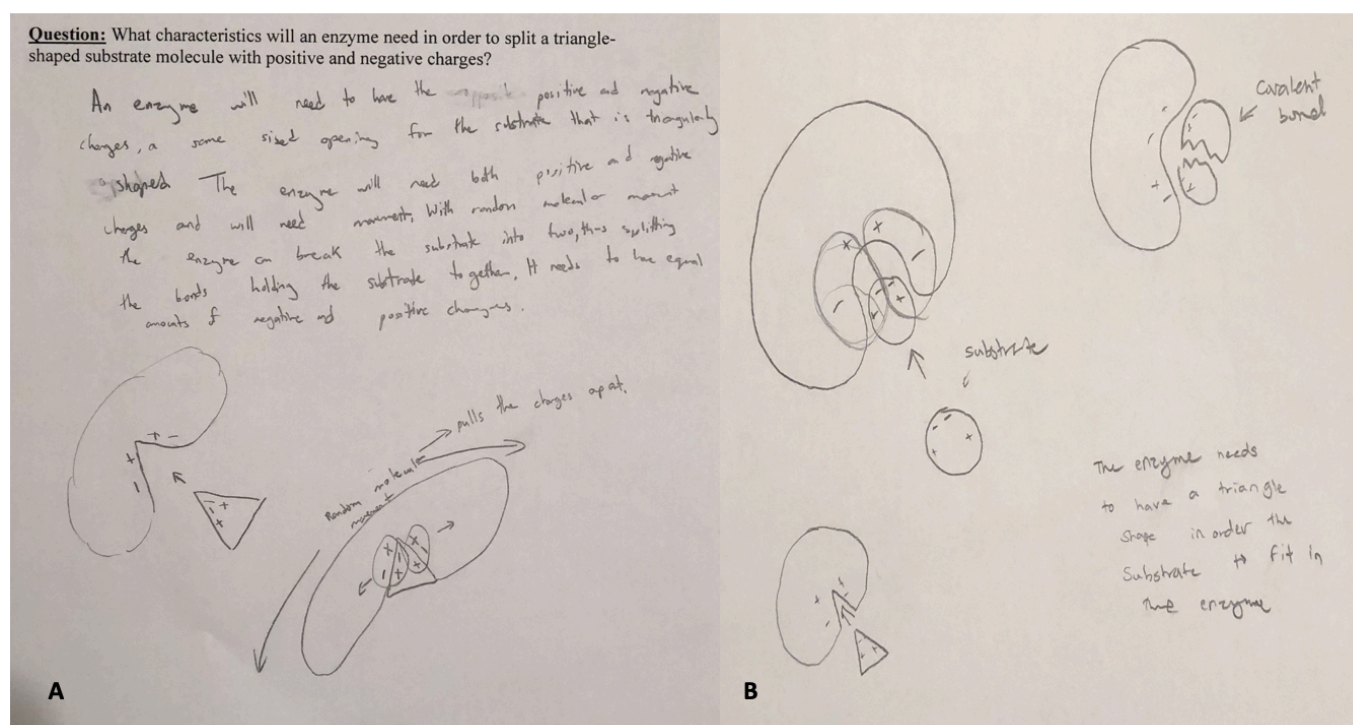 Question: What characteristics will an enzyme need in order to split a triangle-
shaped substrate molecule with positive and negative charges?
An enzyme will need to have the opposit positive and negative
charges, a same sized opening for the substrate that is triangularly
shaped The enzyme will need both positive and negative
charges and will need movement, With random molecular
the enzyme can break the substrate into two, thus splitting
the bonds holding the substrate together, It needs to have equal
amounts of negative and positive charges.
+ -
+
-
- +
- +
Random molecular
movement
pulls the charges apart.
+ +
- - -
- + +
A
covalent
bond
-
-
+
-
-
+
+ +
- -
- +
substrate
- -
+
+
The enzyme needs
to have a triangle
shape in order the
substrate to fit in
the enzyme
+
-
B